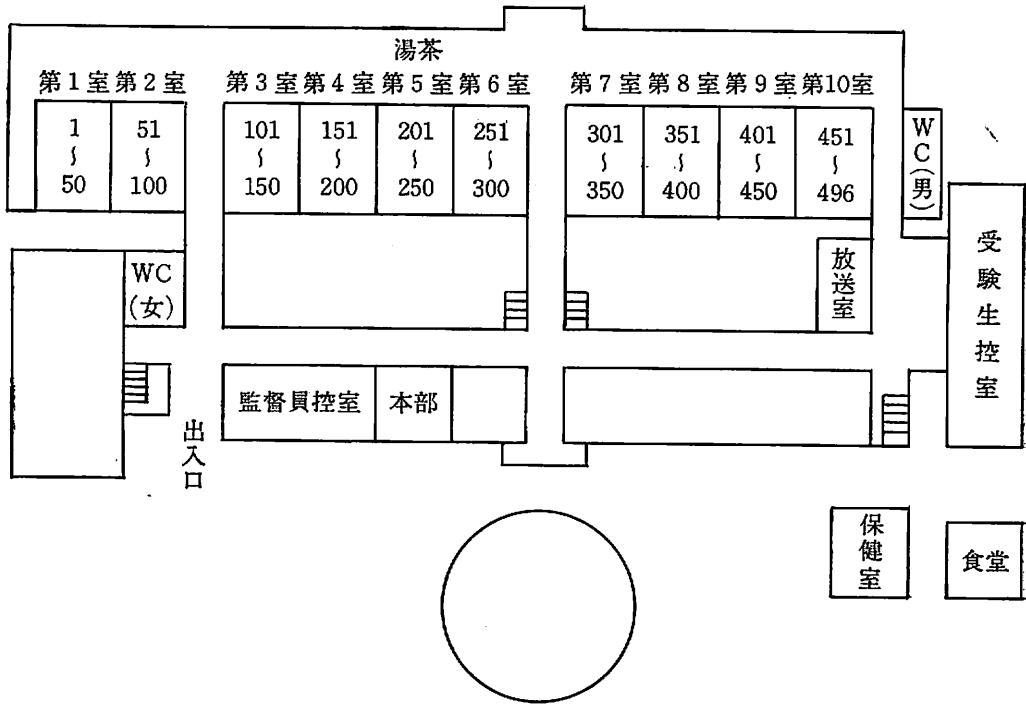 湯茶
第1室 第2室 第3室 第4室 第5室 第6室 第7室 第8室 第9室 第10室
1 51 101 151 201 251 301 351 401 451
〜 〜 〜 〜 〜 〜 〜 〜 〜 〜
50 100 150 200 250 300 350 400 450 496
WC(男)
受験生控室
WC
(女)
放送室
監督員控室 本部
出入口
保健室
食堂